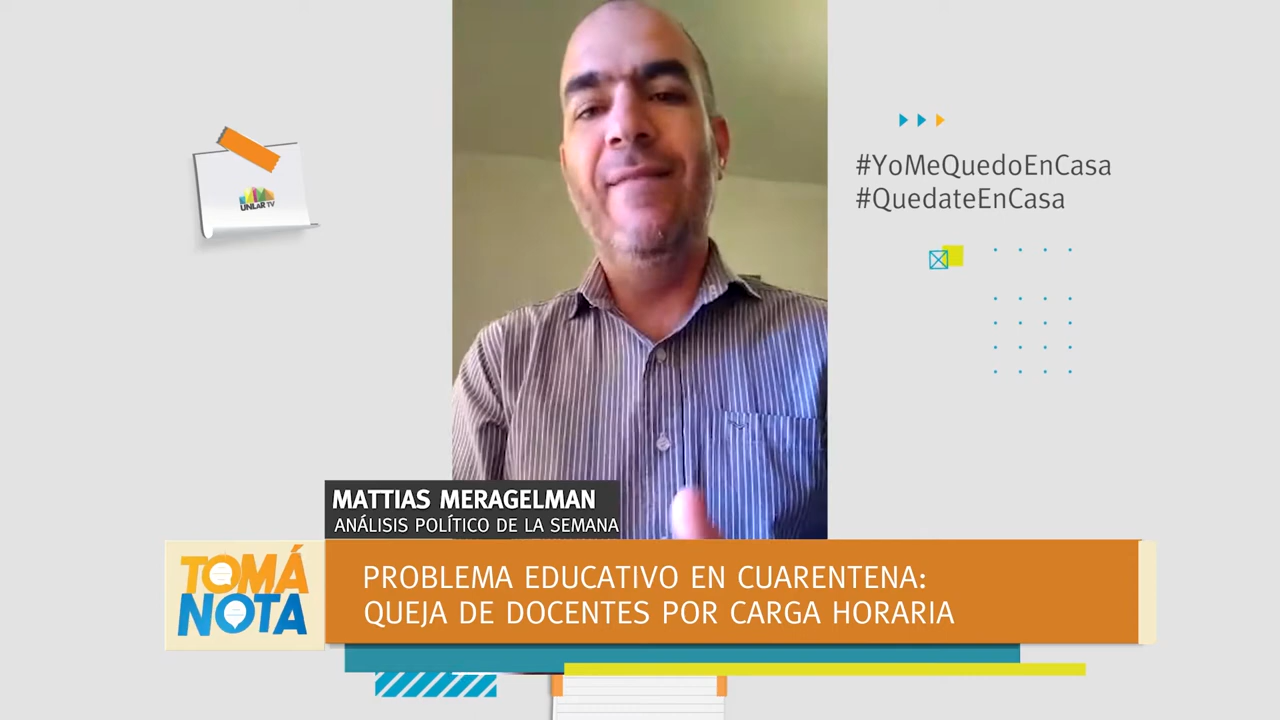 UNLAR TV
#YoMeQuedoEnCasa
#QuedateEnCasa
MATTIAS MERAGELMAN
ANÁLISIS POLÍTICO DE LA SEMANA
TOMÁ
NOTA
PROBLEMA EDUCATIVO EN CUARENTENA:
QUEJA DE DOCENTES POR CARGA HORARIA